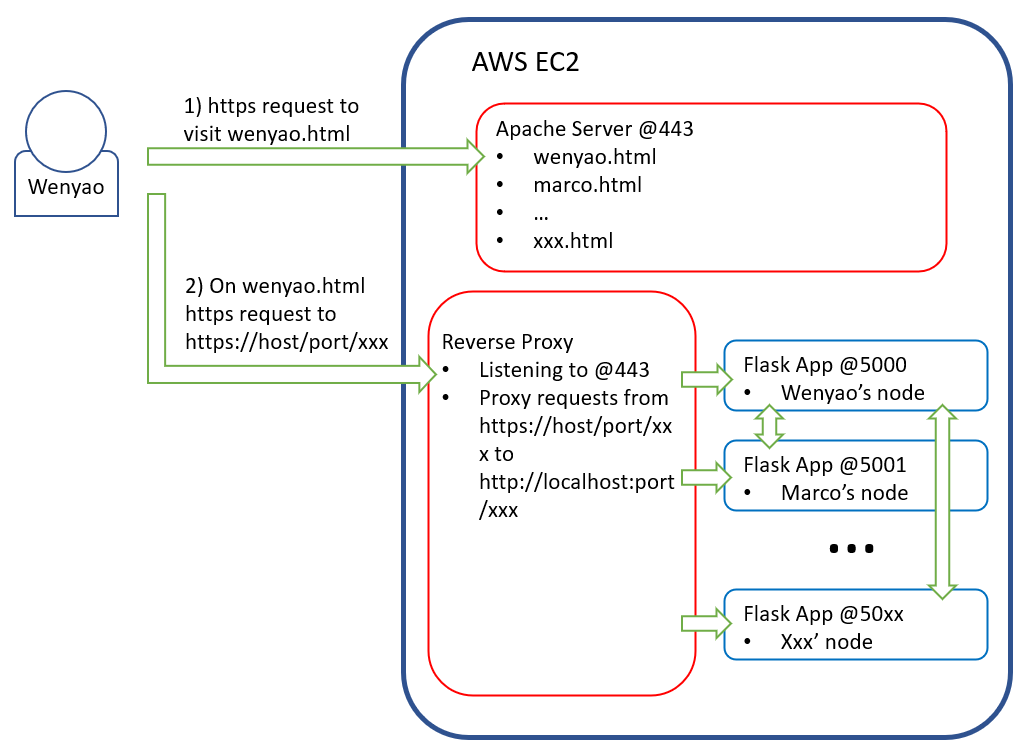 AWS EC2
1) https request to
visit wenyao.html
Wenyao
Apache Server @443
• wenyao.html
• marco.html
• ...
• xxx.html
2) On wenyao.html
https request to
https://host/port/xxx
Reverse Proxy
• Listening to @443
• Proxy requests from
https://host/port/xx
x to
http://localhost:port
/xxx
Flask App @5000
• Wenyao’s node
Flask App @5001
• Marco’s node
...
Flask App @50xx
• Xxx’ node